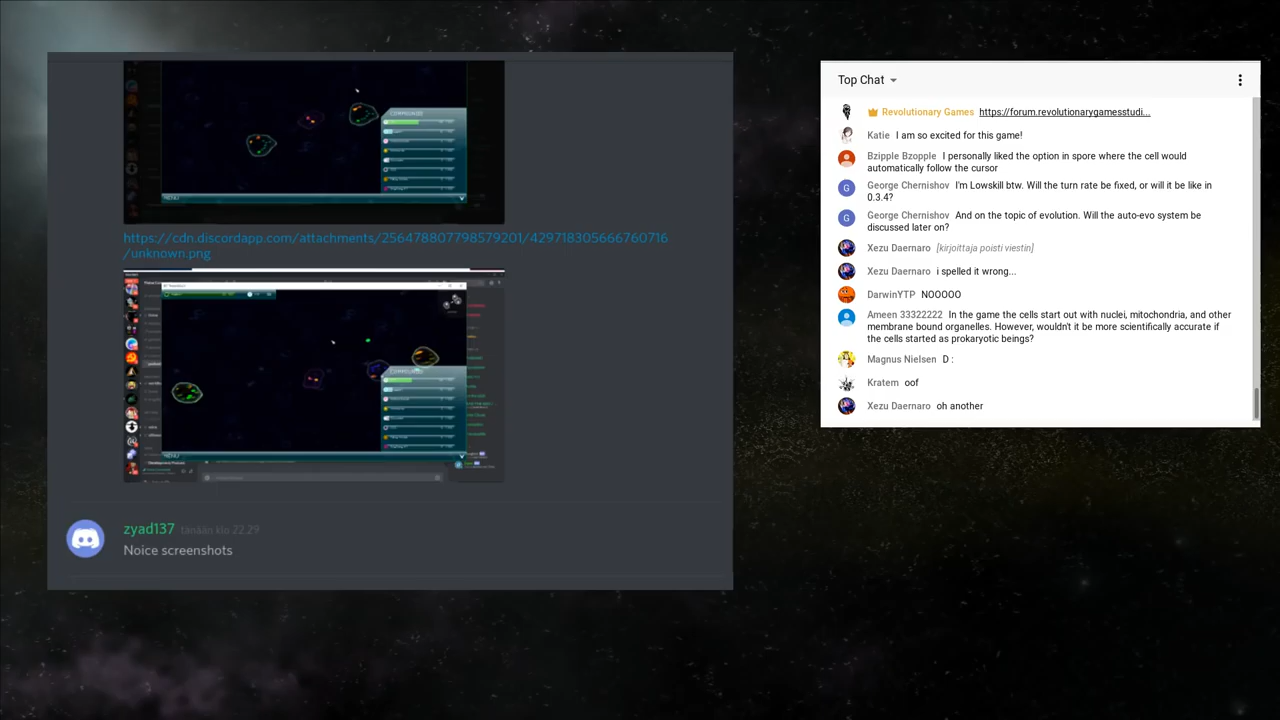 https://cdn.discordapp.com/attachments/256478807798579201/429718305666760716
/unknown.png
MENU
zyad137 tänään klo 22.29
Noice screenshots
Top Chat
Revolutionary Games https://forum.revolutionarygamesstudi...
Katie I am so excited for this game!
Bzipple Bzopple I personally liked the option in spore where the cell would
automatically follow the cursor
George Chernishov I'm Lowskill btw. Will the turn rate be fixed, or will it be like in
0.3.4?
George Chernishov And on the topic of evolution. Will the auto-evo system be
discussed later on?
Xezu Daernaro [kirjoittaja poisti viestin]
Xezu Daernaro i spelled it wrong...
DarwinYTP NOOOOO
Ameen 33322222 In the game the cells start out with nuclei, mitochondria, and other
membrane bound organelles. However, wouldn't it be more scientifically accurate if
the cells started as prokaryotic beings?
Magnus Nielsen D :
Kratem oof
Xezu Daernaro oh another